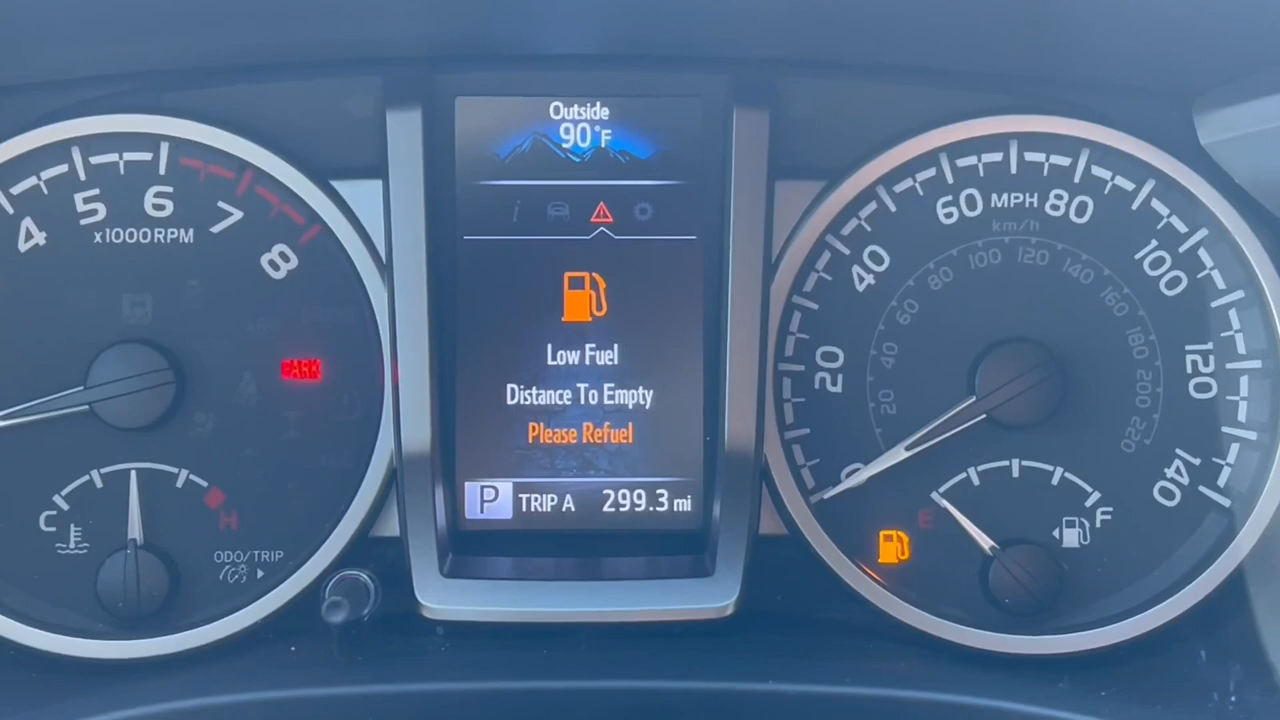 Outside
90°F
4 5 6 7 8
x1000RPM
PARK
C H
ODO/TRIP
Low Fuel
Distance To Empty
Please Refuel
P TRIP A 299.3 mi
0 20 40 60 MPH 80 100 120 140
km/h
20 40 60 80 100 120 140 160 180 200 220
E F